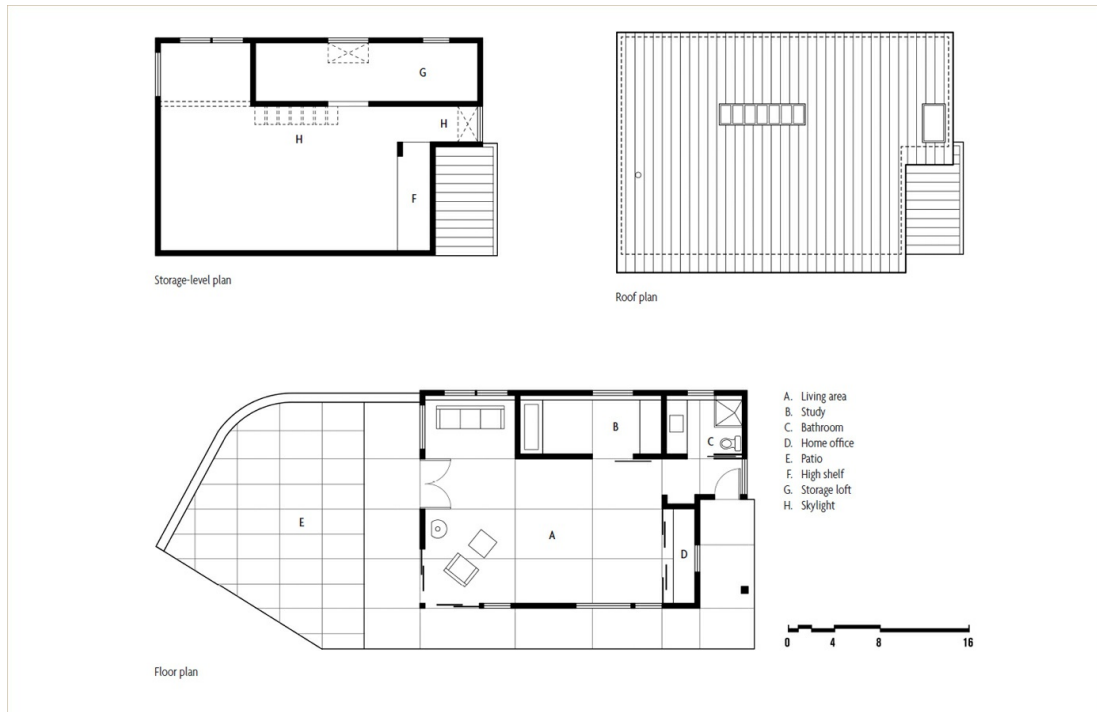 G
H
H
F
Storage-level plan
Roof plan
A. Living area
B. Study
C. Bathroom
D. Home office
E. Patio
F. High shelf
G. Storage loft
H. Skylight
B
C
E
A
D
0 4 8 16
Floor plan